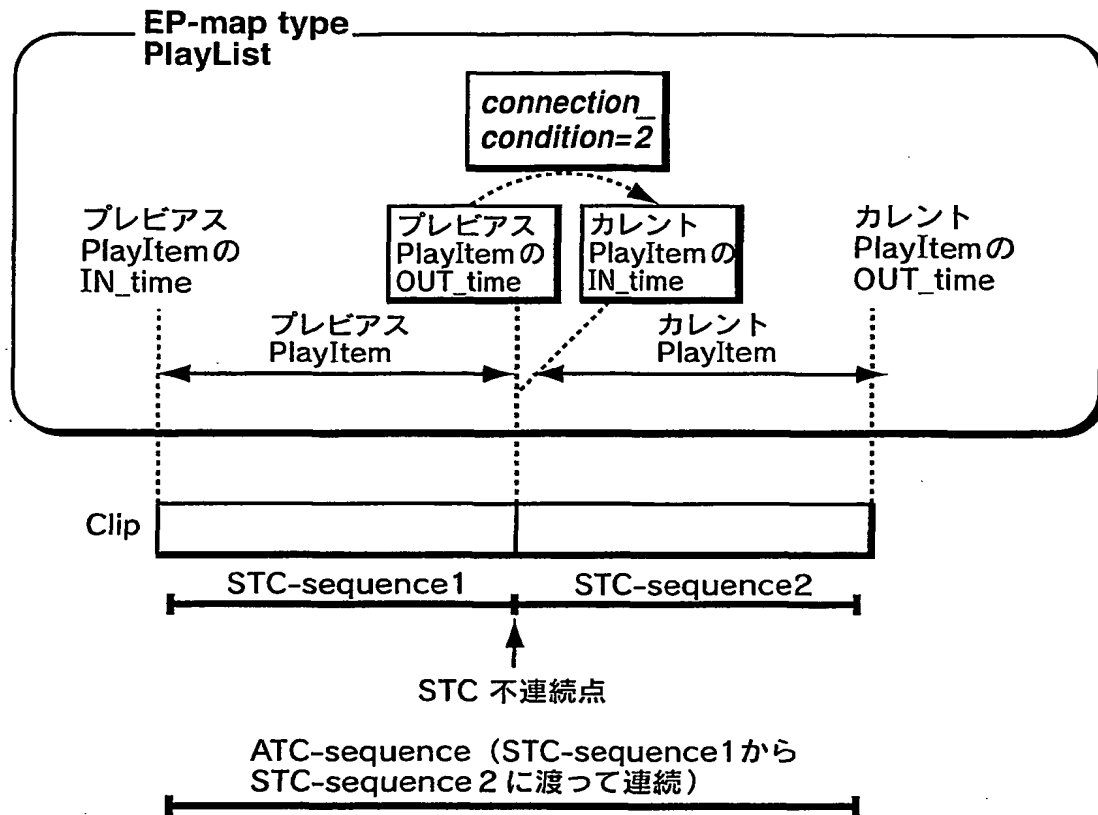 EP-map type
PlayList
connection_
condition=2
プレビアス
PlayItemの
IN_time
プレビアス
PlayItemの
OUT_time
カレント
PlayItemの
IN_time
カレント
PlayItemの
OUT_time
プレビアス
PlayItem
カレント
PlayItem
Clip
STC-sequence1
STC-sequence2
STC 不連続点
ATC-sequence（STC-sequence1から
STC-sequence2に渡って連続）